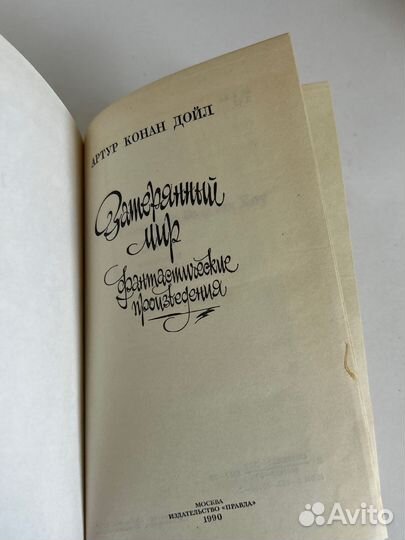 АРТУР КОНАН ДОЙЛ
Затерянный
мир
фантастические
произведения
МОСКВА
ИЗДАТЕЛЬСТВО «ПРАВДА»
1990
Avito